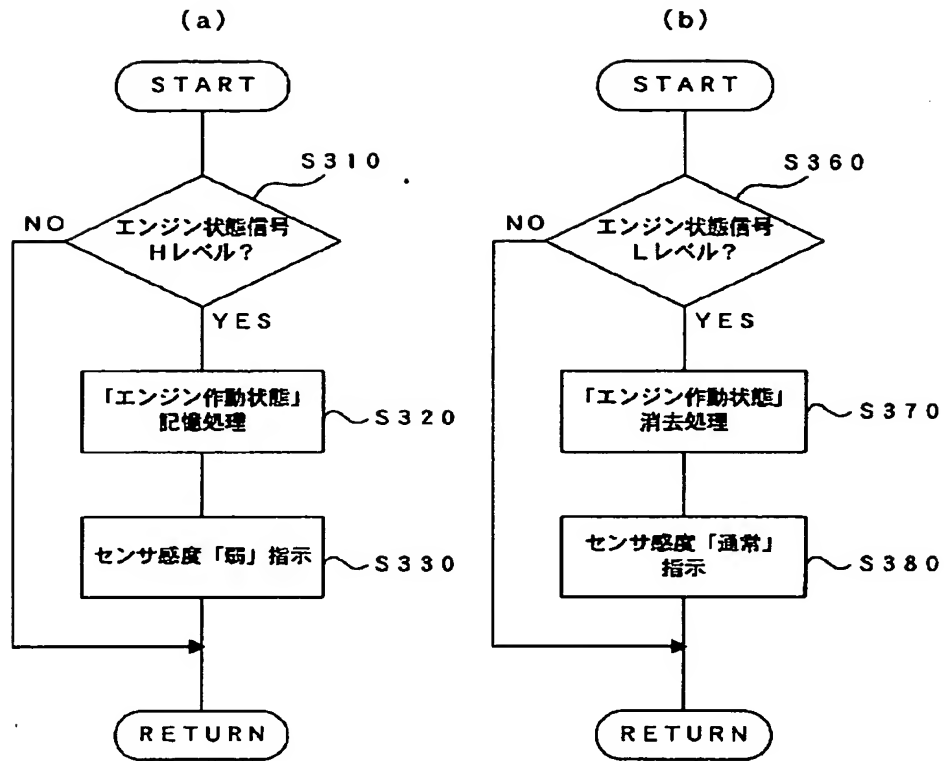 (a)
START
S310
NO
エンジン状態信号
Hレベル?
YES
「エンジン作動状態」
記憶処理
S320
センサ感度「弱」指示
S330
RETURN
(b)
START
S360
NO
エンジン状態信号
Lレベル?
YES
「エンジン作動状態」
消去処理
S370
センサ感度「通常」
指示
S380
RETURN